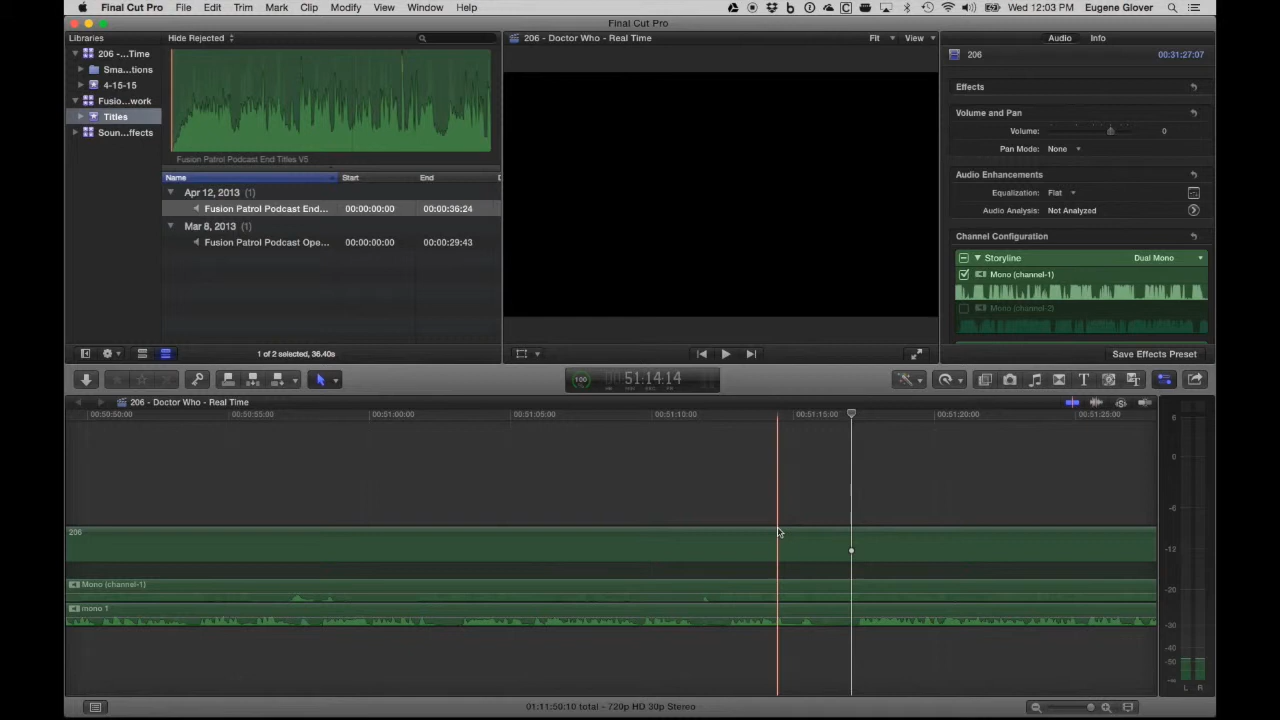 Final Cut Pro File Edit Trim Mark Clip Modify View Window Help Wed 12:03 PM Eugene Glover
Final Cut Pro
Libraries Hide Rejected 206 - Doctor Who - Real Time Fit View Audio Info
206 -...Time 206 00:31:27:07
Sma...tions
4-15-15 Effects
Fusio...work
Titles Volume and Pan
Soun...ffects Volume: 0
Pan Mode: None
Fusion Patrol Podcast End Titles V5
Name Start End Audio Enhancements
Apr 12, 2013 (1) Equalization: Flat
Fusion Patrol Podcast End... 00:00:00:00 00:00:36:24 Audio Analysis: Not Analyzed
Mar 8, 2013 (1)
Fusion Patrol Podcast Ope... 00:00:00:00 00:00:29:43 Channel Configuration
Storyline Dual Mono
Mono (channel-1)
Mono (channel-2)
1 of 2 selected, 36.40s Save Effects Preset
100 51:14:14
206 - Doctor Who - Real Time
00:50:50:00 00:50:55:00 00:51:00:00 00:51:05:00 00:51:10:00 00:51:15:00 00:51:20:00 00:51:25:00
6
0
-6
206
-12
Mono (channel-1)
-20
mono 1
-30
-40
-50
-∞
L R
01:11:50:10 total - 720p HD 30p Stereo